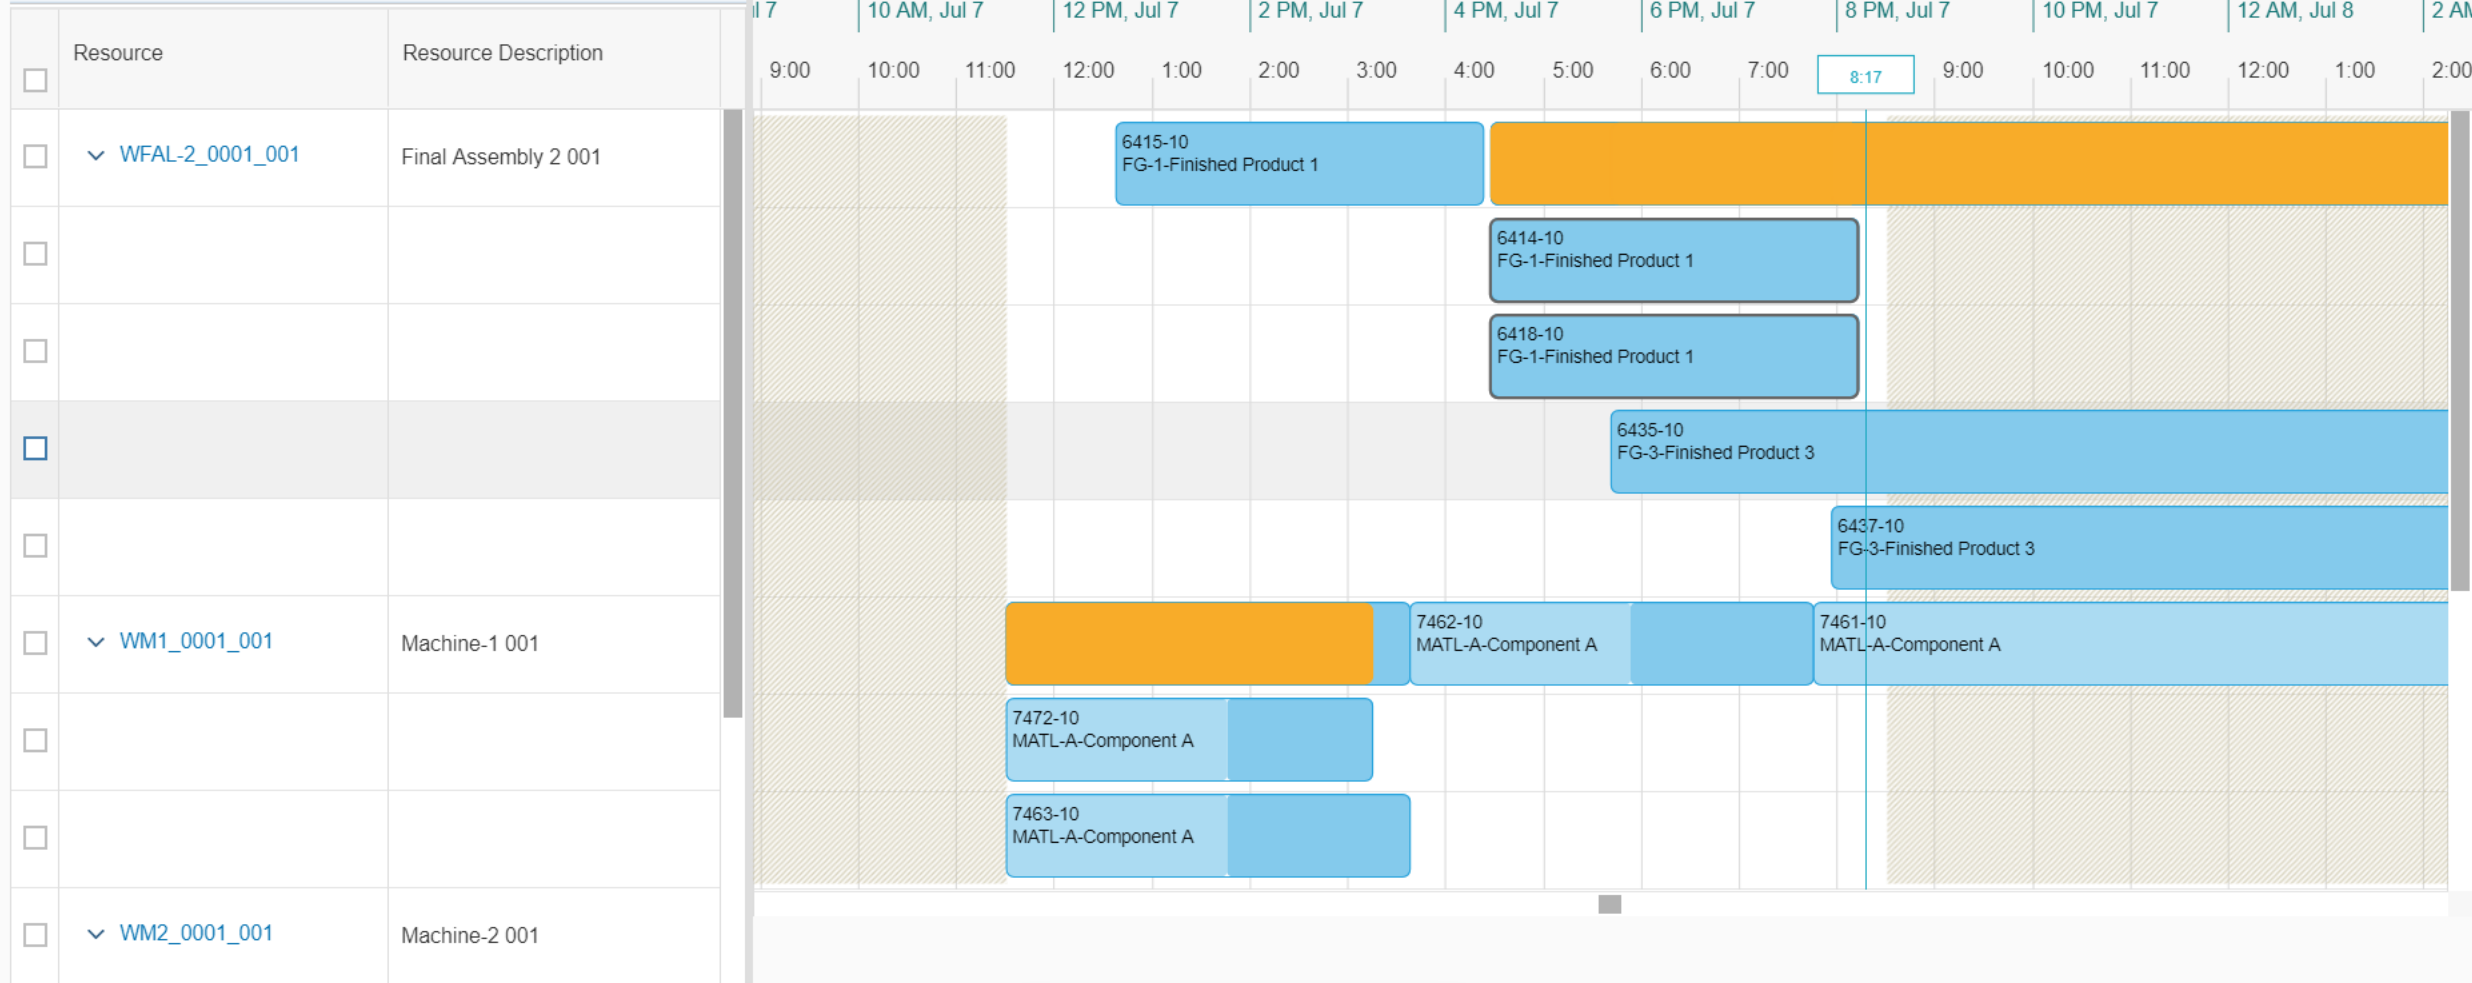 l 7
10 AM, Jul 7
12 PM, Jul 7
2 PM, Jul 7
4 PM, Jul 7
6 PM, Jul 7
8 PM, Jul 7
10 PM, Jul 7
12 AM, Jul 8
2 AM
Resource
Resource Description
9:00
10:00
11:00
12:00
1:00
2:00
3:00
4:00
5:00
6:00
7:00
8:17
9:00
10:00
11:00
12:00
1:00
2:00
WFAL-2_0001_001
Final Assembly 2 001
6415-10
FG-1-Finished Product 1
6414-10
FG-1-Finished Product 1
6418-10
FG-1-Finished Product 1
6435-10
FG-3-Finished Product 3
6437-10
FG-3-Finished Product 3
WM1_0001_001
Machine-1 001
7462-10
MATL-A-Component A
7461-10
MATL-A-Component A
7472-10
MATL-A-Component A
7463-10
MATL-A-Component A
WM2_0001_001
Machine-2 001